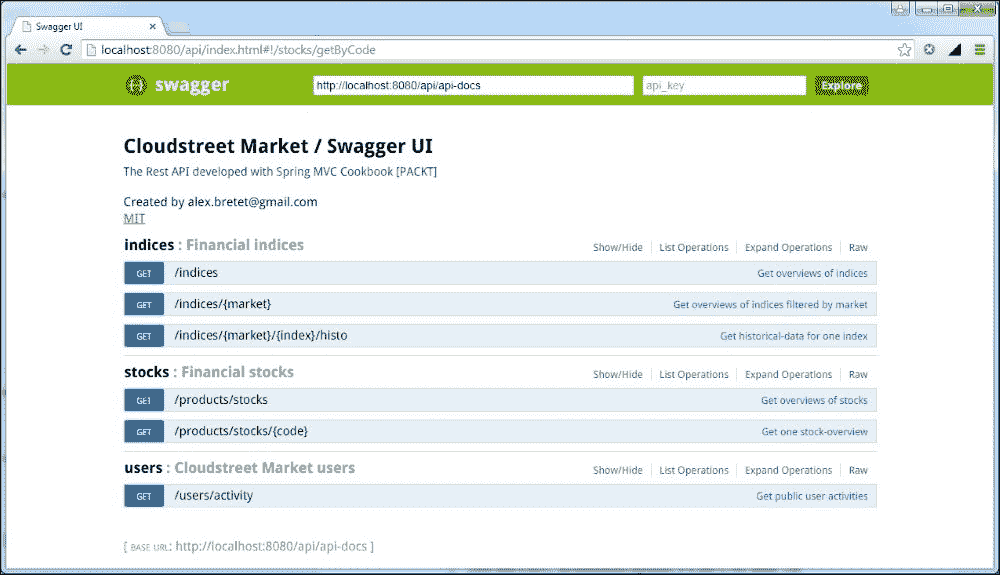 Swagger UI
localhost:8080/api/index.html#!/stocks/getByCode
swagger http://localhost:8080/api/api-docs api_key Explore
Cloudstreet Market / Swagger UI
The Rest API developed with Spring MVC Cookbook [PACKT]
Created by alex.bretet@gmail.com
MIT
indices : Financial indices Show/Hide List Operations Expand Operations Raw
GET /indices Get overviews of indices
GET /indices/{market} Get overviews of indices filtered by market
GET /indices/{market}/{index}/histo Get historical-data for one index
stocks : Financial stocks Show/Hide List Operations Expand Operations Raw
GET /products/stocks Get overviews of stocks
GET /products/stocks/{code} Get one stock-overview
users : Cloudstreet Market users Show/Hide List Operations Expand Operations Raw
GET /users/activity Get public user activities
[ BASE URL: http://localhost:8080/api/api-docs ]